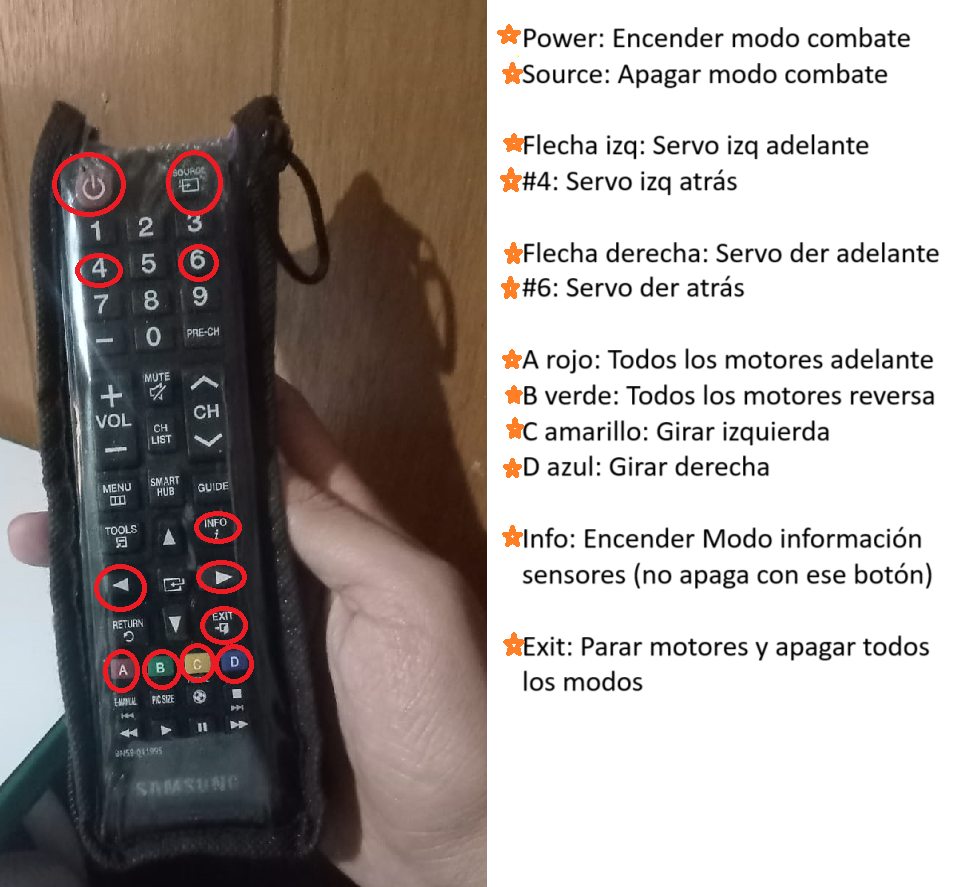 SOURCE
1 2 3
4 5 6
7 8 9
0 PRE-CH
MUTE
VOL
CH
CH
LIST
MENU
SMART
HUB
GUIDE
TOOLS
INFO
i
RETURN
EXIT
A B C D
E-MANUAL
PIC SIZE
SAMSUNG
Power: Encender modo combate
Source: Apagar modo combate
Flecha izq: Servo izq adelante
#4: Servo izq atrás
Flecha derecha: Servo der adelante
#6: Servo der atrás
A rojo: Todos los motores adelante
B verde: Todos los motores reversa
C amarillo: Girar izquierda
D azul: Girar derecha
Info: Encender Modo información
sensores (no apaga con ese botón)
Exit: Parar motores y apagar todos
los modos